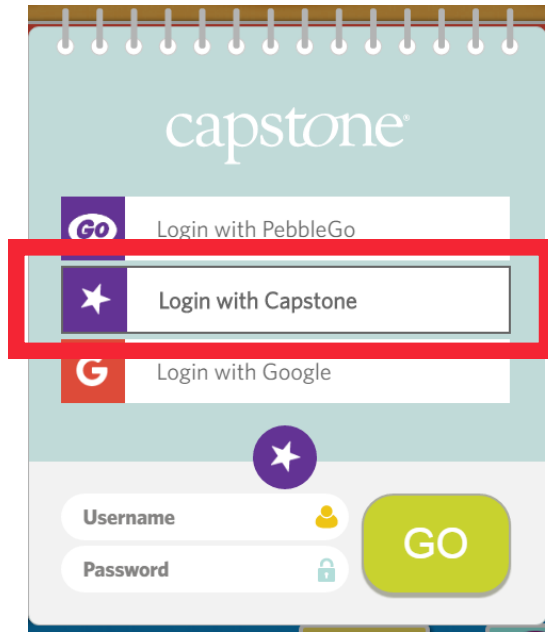 capstone®
GO Login with PebbleGo
Login with Capstone
G Login with Google
Username
Password
GO